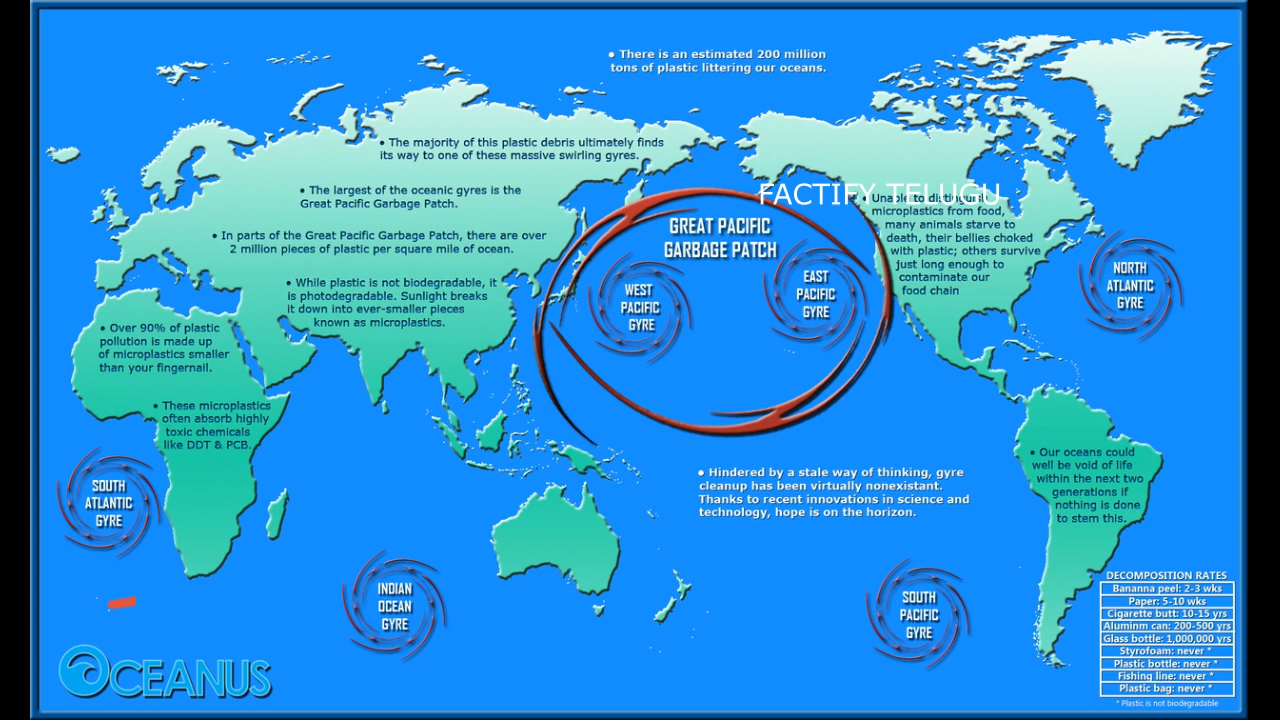 • There is an estimated 200 million
tons of plastic littering our oceans.
• The majority of this plastic debris ultimately finds
its way to one of these massive swirling gyres.
• The largest of the oceanic gyres is the
Great Pacific Garbage Patch.
• In parts of the Great Pacific Garbage Patch, there are over
2 million pieces of plastic per square mile of ocean.
• While plastic is not biodegradable, it
is photodegradable. Sunlight breaks
it down into ever-smaller pieces
known as microplastics.
• Over 90% of plastic
pollution is made up
of microplastics smaller
than your fingernail.
• These microplastics
often absorb highly
toxic chemicals
like DDT & PCB.
FACTIFY TELUGU
GREAT PACIFIC
GARBAGE PATCH
WEST
PACIFIC
GYRE
EAST
PACIFIC
GYRE
• Unable to distinguish
microplastics from food,
many animals starve to
death, their bellies choked
with plastic; others survive
just long enough to
contaminate our
food chain
NORTH
ATLANTIC
GYRE
SOUTH
ATLANTIC
GYRE
INDIAN
OCEAN
GYRE
• Hindered by a stale way of thinking, gyre
cleanup has been virtually nonexistant.
Thanks to recent innovations in science and
technology, hope is on the horizon.
• Our oceans could
well be void of life
within the next two
generations if
nothing is done
to stem this.
SOUTH
PACIFIC
GYRE
DECOMPOSITION RATES
Bananna peel: 2-3 wks
Paper: 5-10 wks
Cigarette butt: 10-15 yrs
Aluminm can: 200-500 yrs
Glass bottle: 1,000,000 yrs
Styrofoam: never *
Plastic bottle: never *
Fishing line: never *
Plastic bag: never *
* Plastic is not biodegradable
OCEANUS